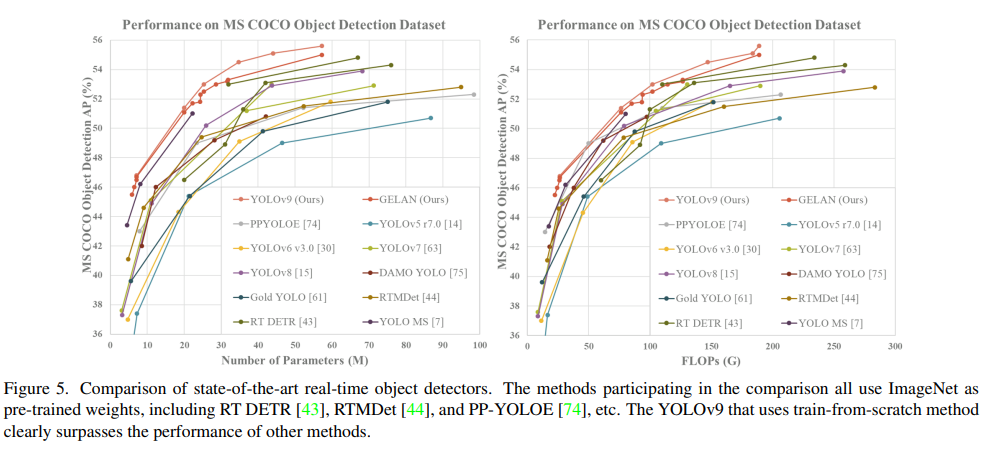 Performance on MS COCO Object Detection Dataset
MS COCO Object Detection AP (%)
56
54
52
50
48
46
44
42
40
38
36
0
10
20
30
40
50
60
70
80
90
100
Number of Parameters (M)
YOLOv9 (Ours)
GELAN (Ours)
PPYOLOE [74]
YOLOv5 r7.0 [14]
YOLOv6 v3.0 [30]
YOLOv7 [63]
YOLOv8 [15]
DAMO YOLO [75]
Gold YOLO [61]
RTMDet [44]
RT DETR [43]
YOLO MS [7]
Performance on MS COCO Object Detection Dataset
MS COCO Object Detection AP (%)
56
54
52
50
48
46
44
42
40
38
36
0
50
100
150
200
250
300
FLOPs (G)
YOLOv9 (Ours)
GELAN (Ours)
PPYOLOE [74]
YOLOv5 r7.0 [14]
YOLOv6 v3.0 [30]
YOLOv7 [63]
YOLOv8 [15]
DAMO YOLO [75]
Gold YOLO [61]
RTMDet [44]
RT DETR [43]
YOLO MS [7]
Figure 5. Comparison of state-of-the-art real-time object detectors. The methods participating in the comparison all use ImageNet as
pre-trained weights, including RT DETR [43], RTMDet [44], and PP-YOLOE [74], etc. The YOLOv9 that uses train-from-scratch method
clearly surpasses the performance of other methods.